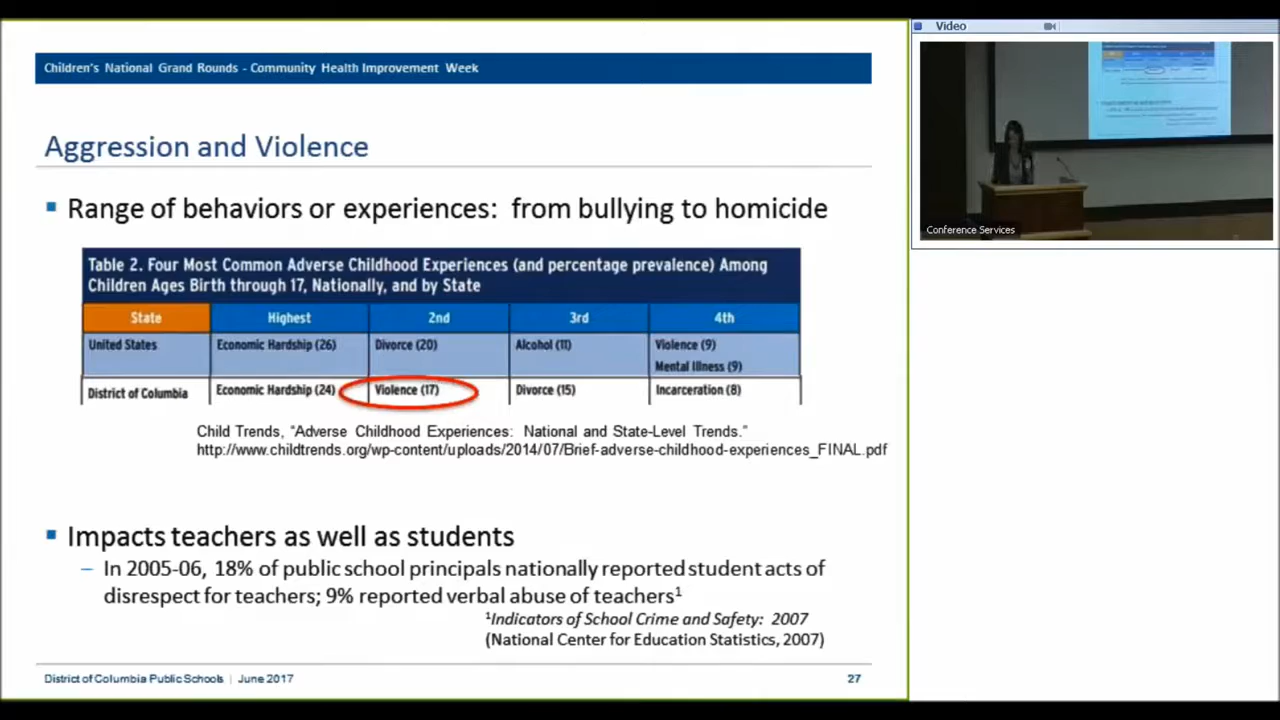 Children's National Grand Rounds - Community Health Improvement Week
Aggression and Violence
Range of behaviors or experiences: from bullying to homicide
Table 2. Four Most Common Adverse Childhood Experiences (and percentage prevalence) Among
Children Ages Birth through 17, Nationally, and by State
State Highest 2nd 3rd 4th
United States Economic Hardship (26) Divorce (20) Alcohol (11) Violence (9)
Mental Illness (9)
District of Columbia Economic Hardship (24) Violence (17) Divorce (15) Incarceration (8)
Child Trends, "Adverse Childhood Experiences: National and State-Level Trends."
http://www.childtrends.org/wp-content/uploads/2014/07/Brief-adverse-childhood-experiences_FINAL.pdf
Impacts teachers as well as students
– In 2005-06, 18% of public school principals nationally reported student acts of
disrespect for teachers; 9% reported verbal abuse of teachers¹
¹Indicators of School Crime and Safety: 2007
(National Center for Education Statistics, 2007)
District of Columbia Public Schools | June 2017 27
Video
Conference Services